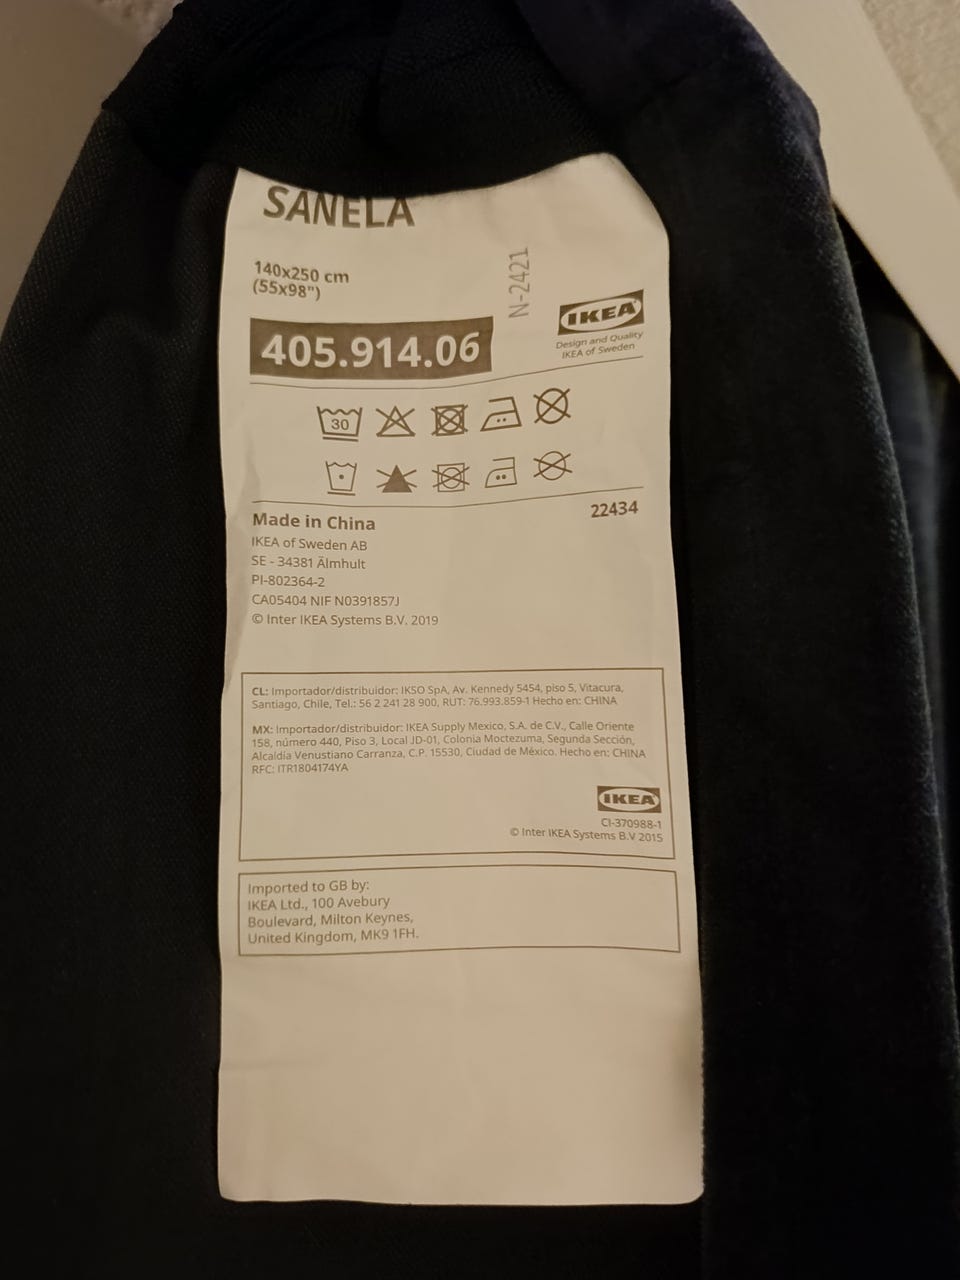 SANELA
140x250 cm
(55x98")
N-2421
405.914.06
IKEA
Design and Quality
IKEA of Sweden
30
22434
Made in China
IKEA of Sweden AB
SE - 34381 Älmhult
PI-802364-2
CA05404 NIF N0391857J
© Inter IKEA Systems B.V. 2019
CL: Importador/distribuidor: IKSO SpA, Av. Kennedy 5454, piso 5, Vitacura,
Santiago, Chile, Tel.: 56 2 241 28 900, RUT: 76.993.859-1 Hecho en: CHINA
MX: Importador/distribuidor: IKEA Supply Mexico, S.A. de C.V., Calle Oriente
158, número 440, Piso 3, Local JD-01, Colonia Moctezuma, Segunda Sección,
Alcaldía Venustiano Carranza, C.P. 15530, Ciudad de México. Hecho en: CHINA
RFC: ITR1804174YA
IKEA
CI-370988-1
© Inter IKEA Systems B.V 2015
Imported to GB by:
IKEA Ltd., 100 Avebury
Boulevard, Milton Keynes,
United Kingdom, MK9 1FH.